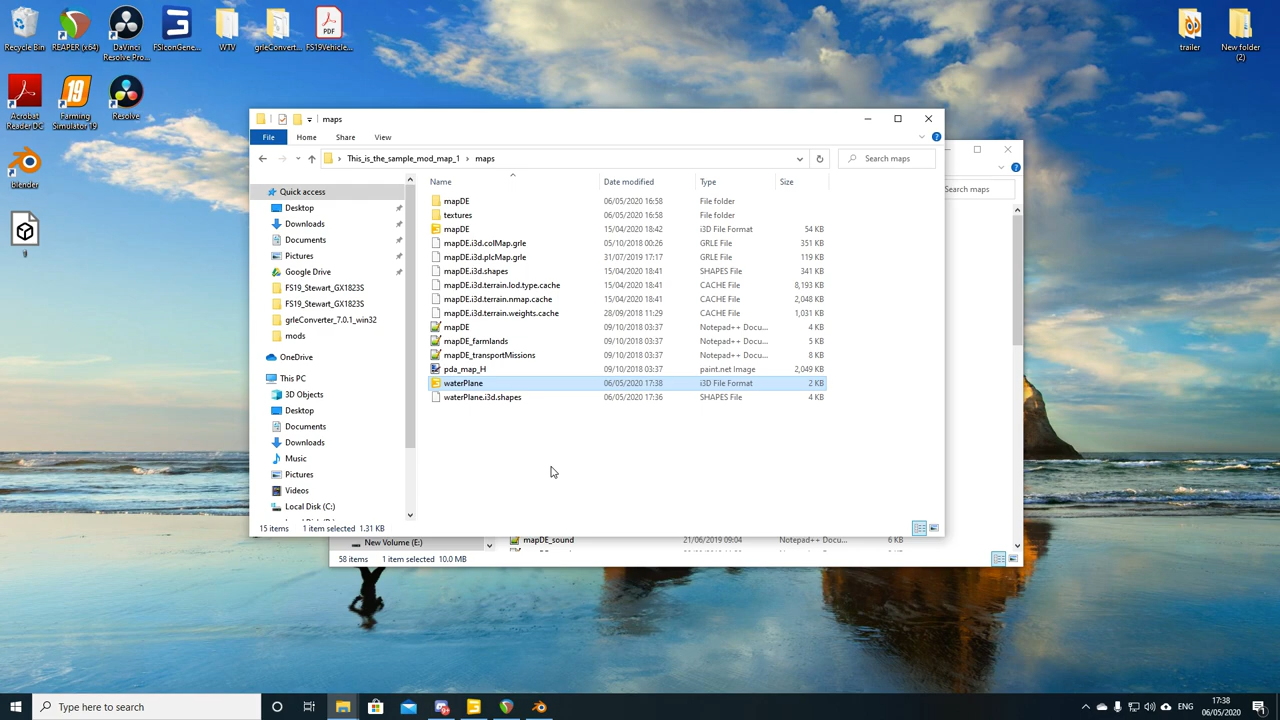 Recycle Bin
REAPER (x64)
DaVinci
Resolve Pro...
FSIconGene...
WTV
grleConvert...
FS19Vehicle...
trailer
New folder
(2)
Acrobat
Reader DC
Farming
Simulator 19
Resolve
Blender
maps
File
Home
Share
View
This_is_the_sample_mod_map_1 > maps
Search maps
Search maps
Name
Date modified
Type
Size
Quick access
Desktop
Downloads
Documents
Pictures
Google Drive
FS19_Stewart_GX1823S
FS19_Stewart_GX1823S
grleConverter_7.0.1_win32
mods
OneDrive
This PC
3D Objects
Desktop
Documents
Downloads
Music
Pictures
Videos
Local Disk (C:)
mapDE 06/05/2020 16:58 File folder
textures 06/05/2020 16:58 File folder
mapDE 15/04/2020 18:42 i3D File Format 54 KB
mapDE.i3d.colMap.grle 05/10/2018 00:26 GRLE File 351 KB
mapDE.i3d.plcMap.grle 31/07/2019 17:17 GRLE File 119 KB
mapDE.i3d.shapes 15/04/2020 18:41 SHAPES File 341 KB
mapDE.i3d.terrain.lod.type.cache 15/04/2020 18:41 CACHE File 8,193 KB
mapDE.i3d.terrain.nmap.cache 15/04/2020 18:41 CACHE File 2,048 KB
mapDE.i3d.terrain.weights.cache 28/09/2018 11:29 CACHE File 1,031 KB
mapDE 09/10/2018 03:37 Notepad++ Docu... 4 KB
mapDE_farmlands 09/10/2018 03:37 Notepad++ Docu... 5 KB
mapDE_transportMissions 09/10/2018 03:37 Notepad++ Docu... 8 KB
pda_map_H 09/10/2018 03:37 paint.net Image 2,049 KB
waterPlane 06/05/2020 17:38 i3D File Format 2 KB
waterPlane.i3d.shapes 06/05/2020 17:36 SHAPES File 4 KB
15 items 1 item selected 1.31 KB
New Volume (E:)
mapDE_sound 21/06/2019 09:04 Notepad++ Docu... 6 KB
58 items 1 item selected 10.0 MB
Type here to search
ENG
17:38
06/05/2020